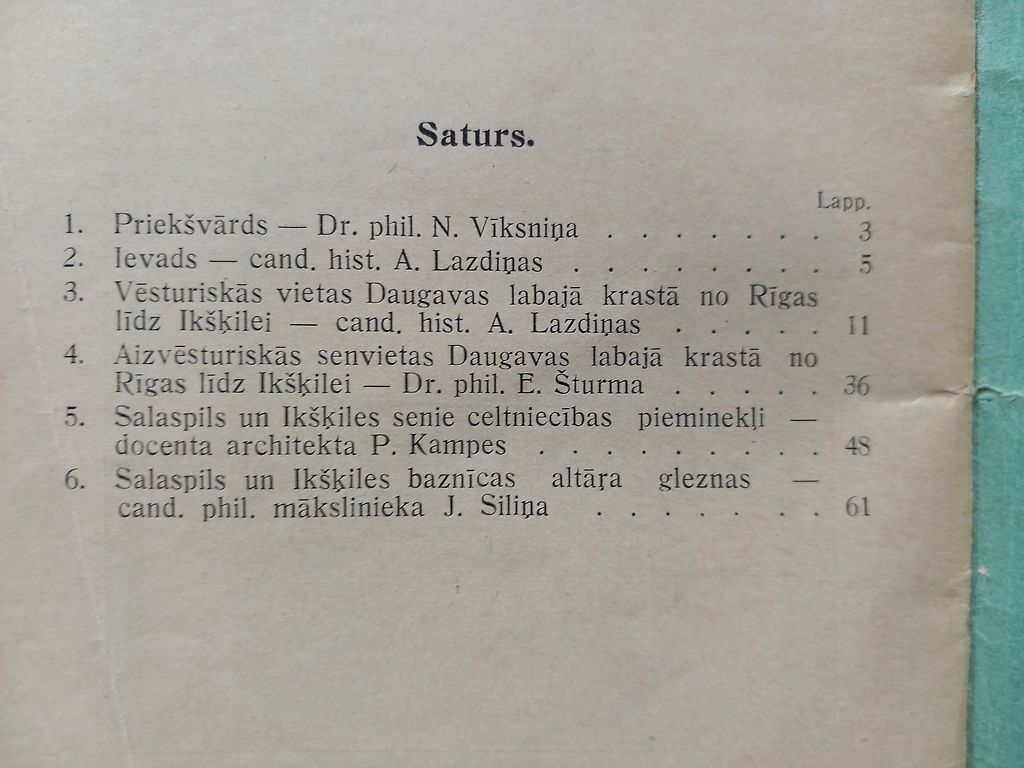 Saturs.
Lapp.
1. Priekšvārds — Dr. phil. N. Vīksniņa . . . . . . . 3
2. Ievads — cand. hist. A. Lazdiņas . . . . . . . . 5
3. Vēsturiskās vietas Daugavas labajā krastā no Rīgas
līdz Ikšķilei — cand. hist. A. Lazdiņas . . . . . 11
4. Aizvēsturiskās senvietas Daugavas labajā krastā no
Rīgas līdz Ikšķilei — Dr. phil. E. Šturma . . . . . 36
5. Salaspils un Ikšķiles senie celtniecības pieminekļi —
docenta architekta P. Kampes . . . . . . . . . 48
6. Salaspils un Ikšķiles baznīcas altāŗa gleznas —
cand. phil. mākslinieka J. Siliņa . . . . . . . 61